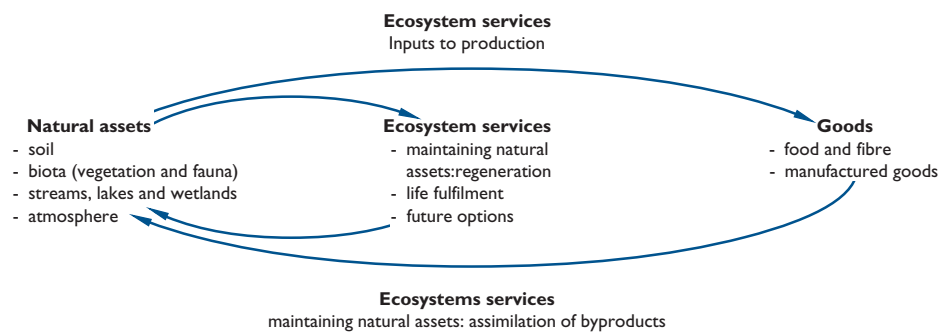 Ecosystem services
Inputs to production
Natural assets
- soil
- biota (vegetation and fauna)
- streams, lakes and wetlands
- atmosphere
Ecosystem services
- maintaining natural
assets:regeneration
- life fulfilment
- future options
Goods
- food and fibre
- manufactured goods
Ecosystems services
maintaining natural assets: assimilation of byproducts